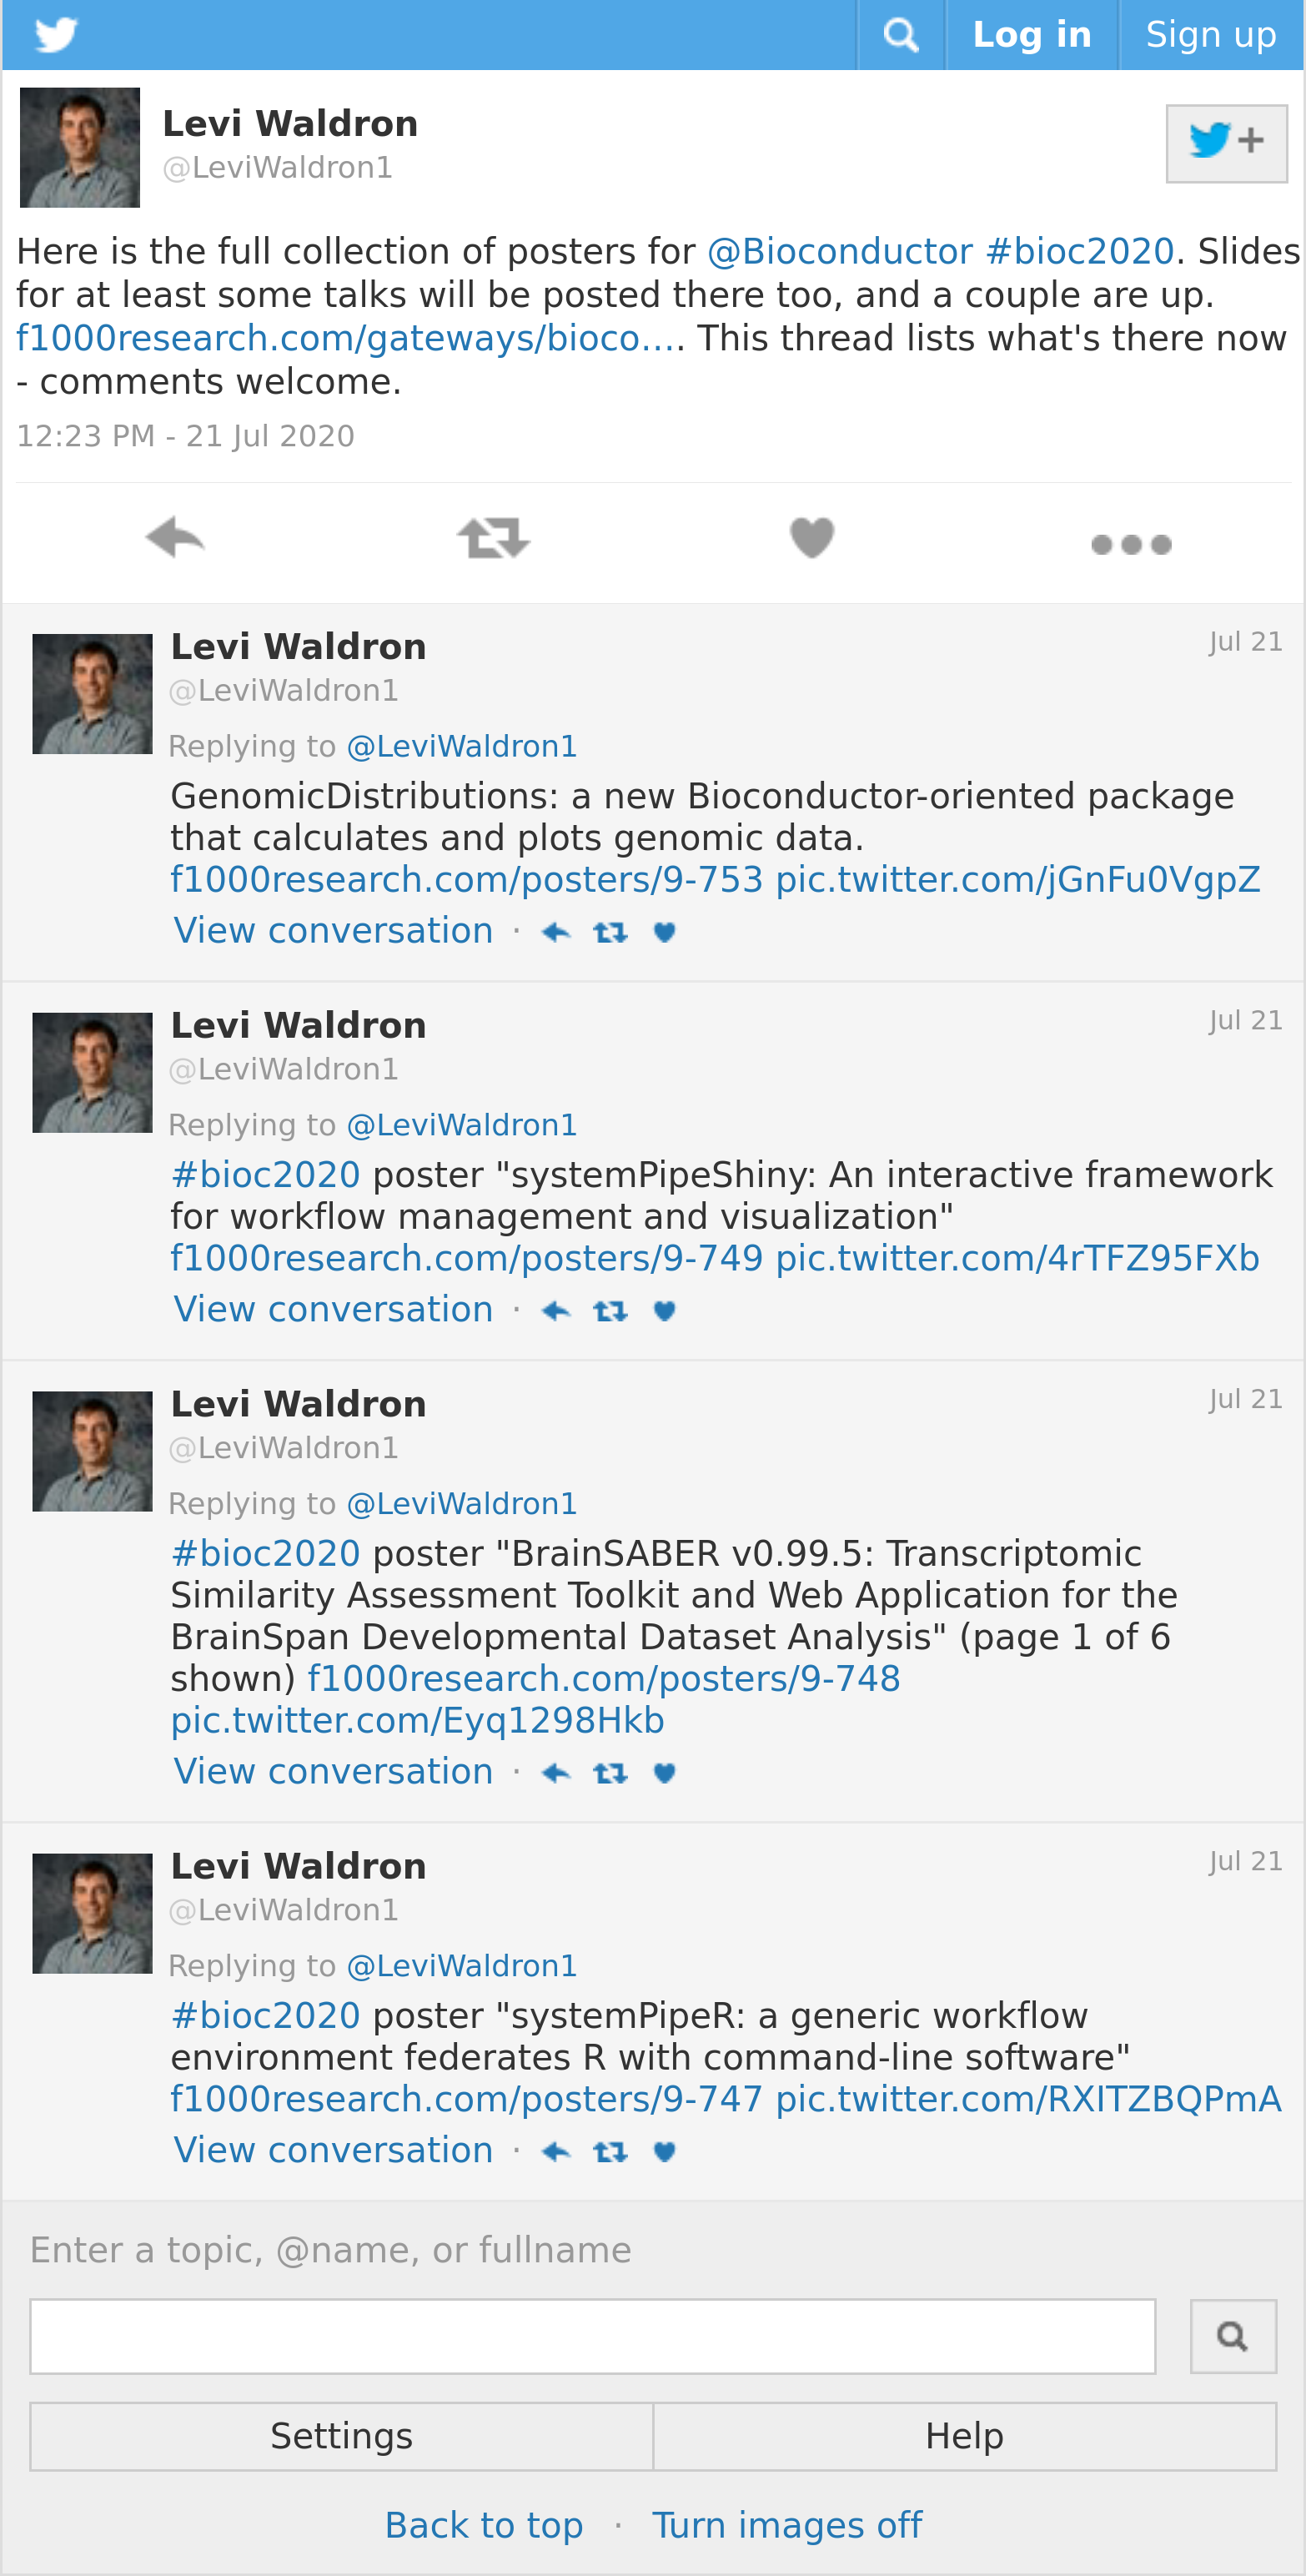 Log in
Sign up
Levi Waldron
@LeviWaldron1
Here is the full collection of posters for @Bioconductor #bioc2020. Slides
for at least some talks will be posted there too, and a couple are up.
f1000research.com/gateways/bioco…. This thread lists what's there now
- comments welcome.
12:23 PM - 21 Jul 2020
Levi Waldron
Jul 21
@LeviWaldron1
Replying to @LeviWaldron1
GenomicDistributions: a new Bioconductor-oriented package
that calculates and plots genomic data.
f1000research.com/posters/9-753 pic.twitter.com/jGnFu0VgpZ
View conversation ·
Levi Waldron
Jul 21
@LeviWaldron1
Replying to @LeviWaldron1
#bioc2020 poster "systemPipeShiny: An interactive framework
for workflow management and visualization"
f1000research.com/posters/9-749 pic.twitter.com/4rTFZ95FXb
View conversation ·
Levi Waldron
Jul 21
@LeviWaldron1
Replying to @LeviWaldron1
#bioc2020 poster "BrainSABER v0.99.5: Transcriptomic
Similarity Assessment Toolkit and Web Application for the
BrainSpan Developmental Dataset Analysis" (page 1 of 6
shown) f1000research.com/posters/9-748
pic.twitter.com/Eyq1298Hkb
View conversation ·
Levi Waldron
Jul 21
@LeviWaldron1
Replying to @LeviWaldron1
#bioc2020 poster "systemPipeR: a generic workflow
environment federates R with command-line software"
f1000research.com/posters/9-747 pic.twitter.com/RXITZBQPmA
View conversation ·
Enter a topic, @name, or fullname
Settings
Help
Back to top · Turn images off